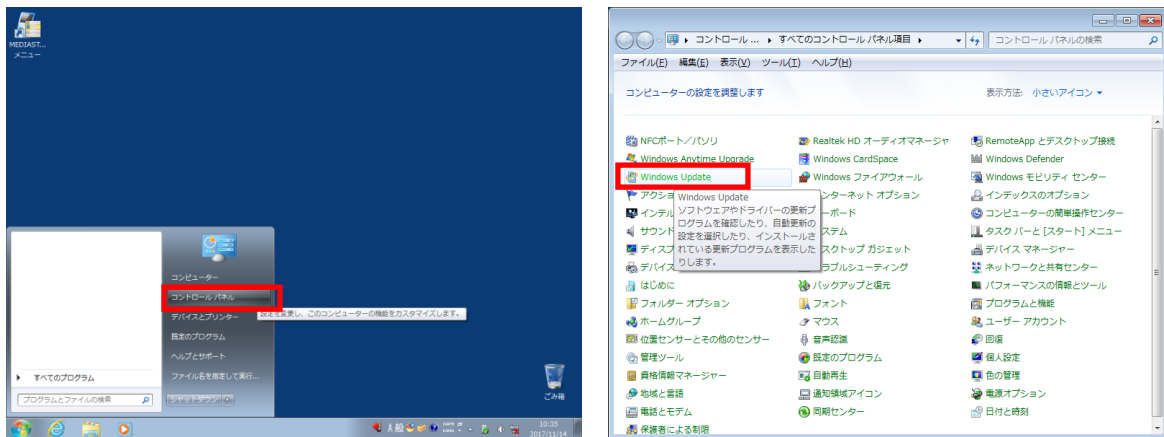 MEDIAST...
メニュー
コンピューター
コントロール パネル
デバイスとプリンター
設定を変更し、このコンピューターの機能をカスタマイズします。
既定のプログラム
ヘルプとサポート
ファイル名を指定して実行...
すべてのプログラム
プログラムとファイルの検索
シャットダウン
ごみ箱
A 般
CAPS
KANA
10:35
2017/11/14
コントロール ... すべてのコントロール パネル項目
コントロール パネルの検索
ファイル(F) 編集(E) 表示(V) ツール(T) ヘルプ(H)
コンピューターの設定を調整します
表示方法: 小さいアイコン
NFCポート／パソリ
Realtek HD オーディオマネージャ
RemoteApp とデスクトップ接続
Windows Anytime Upgrade
Windows CardSpace
Windows Defender
Windows Update
Windows ファイアウォール
Windows モビリティ センター
アクショ
ンターネット オプション
インデックスのオプション
インテル
ーボード
コンピューターの簡単操作センター
サウンド
ステム
タスク バーと [スタート] メニュー
ディスプ
スクトップ ガジェット
デバイス マネージャー
デバイス
ラブルシューティング
ネットワークと共有センター
Windows Update
ソフトウェアやドライバーの更新プ
ログラムを確認したり、自動更新の
設定を選択したり、インストールさ
れている更新プログラムを表示した
りします。
はじめに
バックアップと復元
パフォーマンスの情報とツール
フォルダー オプション
フォント
プログラムと機能
ホームグループ
マウス
ユーザー アカウント
位置センサーとその他のセンサー
音声認識
回復
管理ツール
既定のプログラム
個人設定
資格情報マネージャー
自動再生
色の管理
地域と言語
通知領域アイコン
電源オプション
電話とモデム
同期センター
日付と時刻
保護者による制限